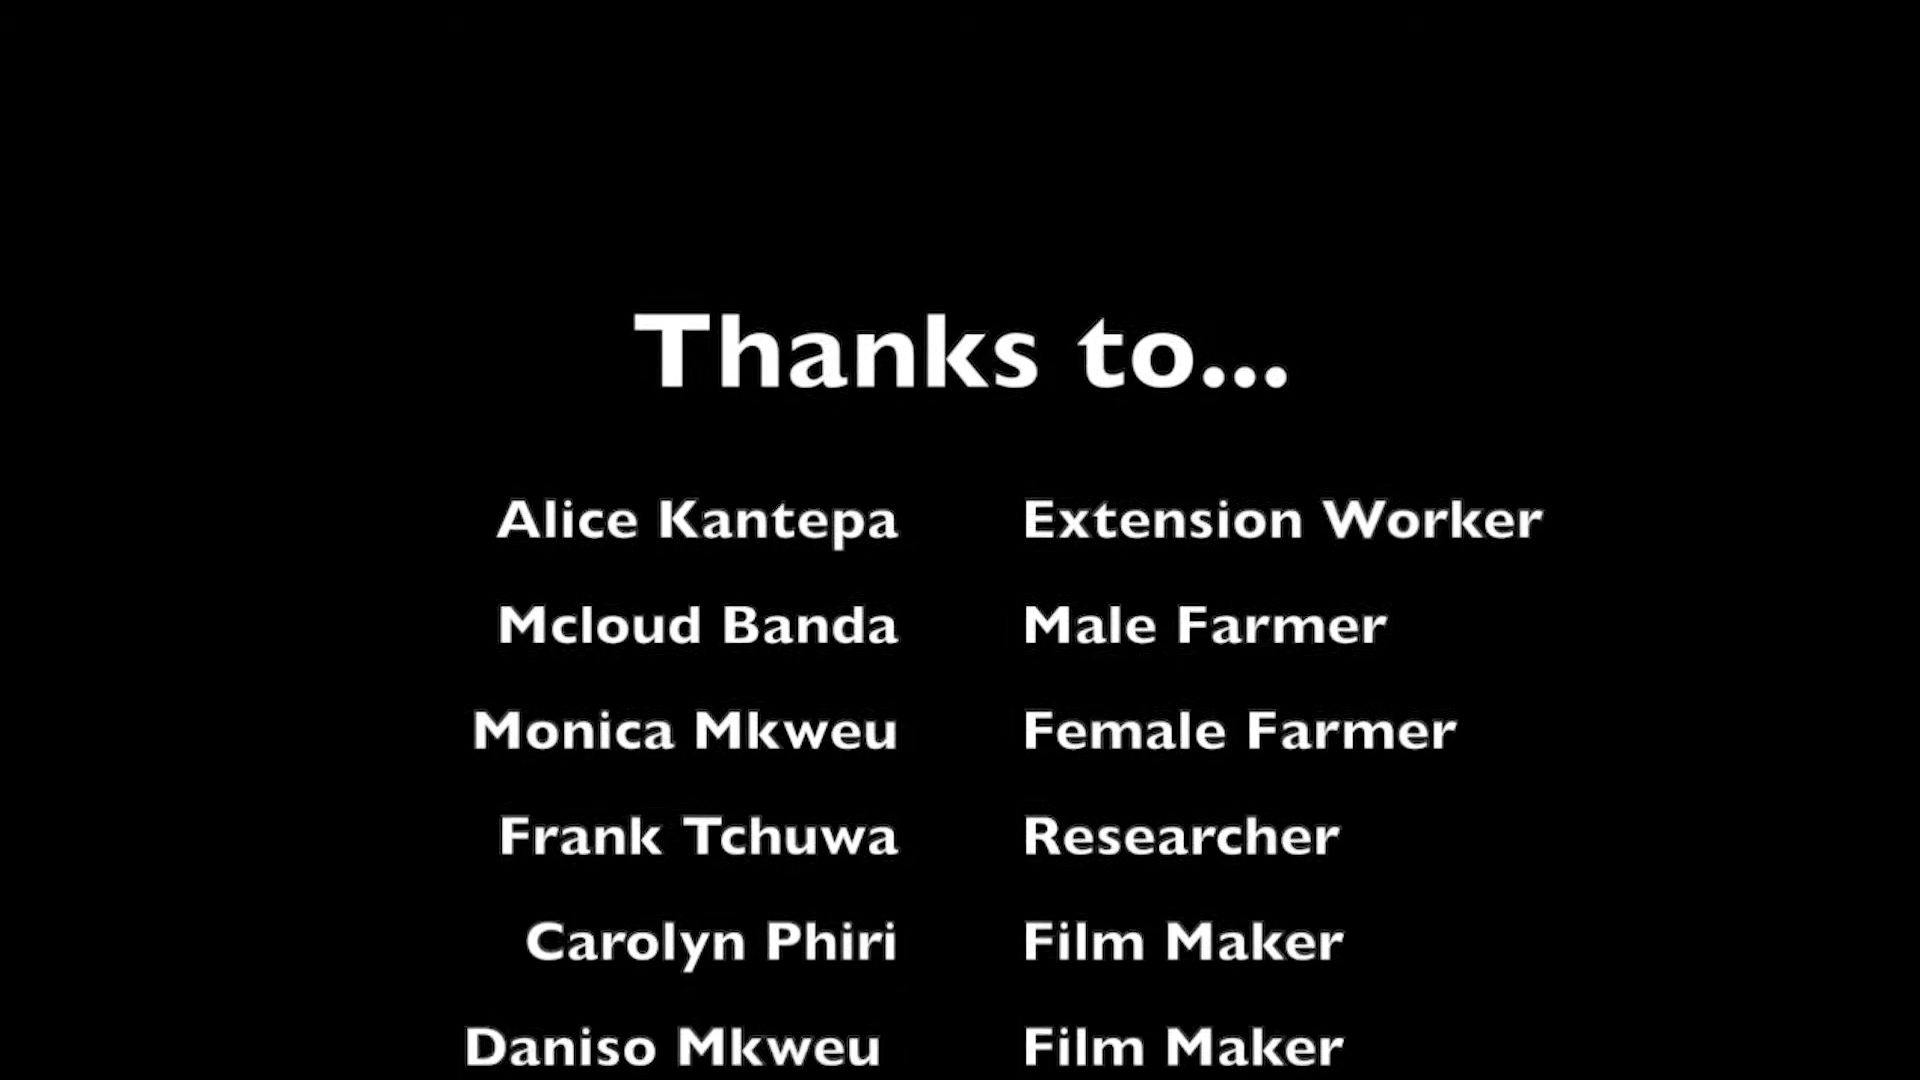 Thanks to...
Alice Kantepa Extension Worker
Mcloud Banda Male Farmer
Monica Mkweu Female Farmer
Frank Tchuwa Researcher
Carolyn Phiri Film Maker
Daniso Mkweu Film Maker